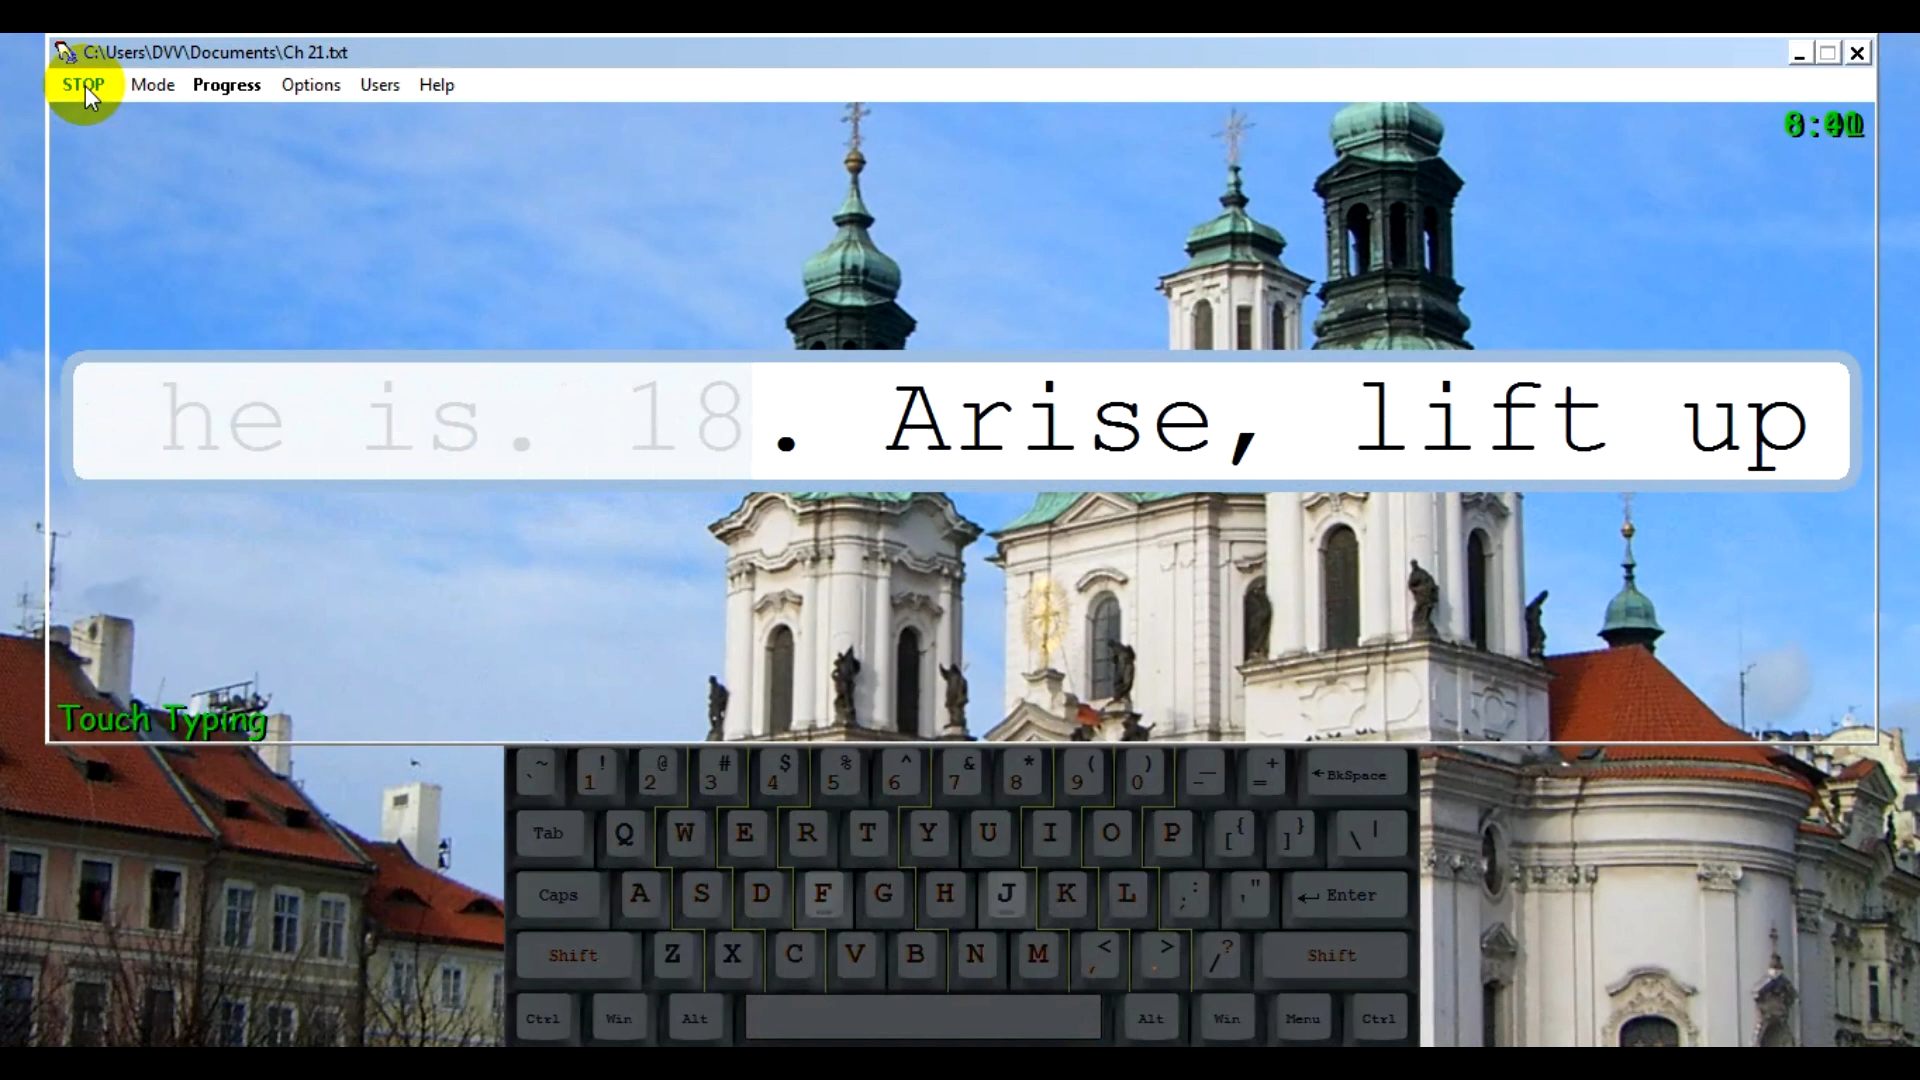 C:\Users\DVV\Documents\Ch 21.txt
STOP Mode Progress Options Users Help
he is. 18. Arise, lift up
Touch Typing
~ ! @ # $ % ^ & * ( ) _ +
` 1 2 3 4 5 6 7 8 9 0 - = ←BkSpace
Tab Q W E R T Y U I O P [ { ] } \ |
Caps A S D F G H J K L ; : ' " ↵ Enter
Shift Z X C V B N M , < . > / ? Shift
Ctrl Win Alt Alt Win Menu Ctrl